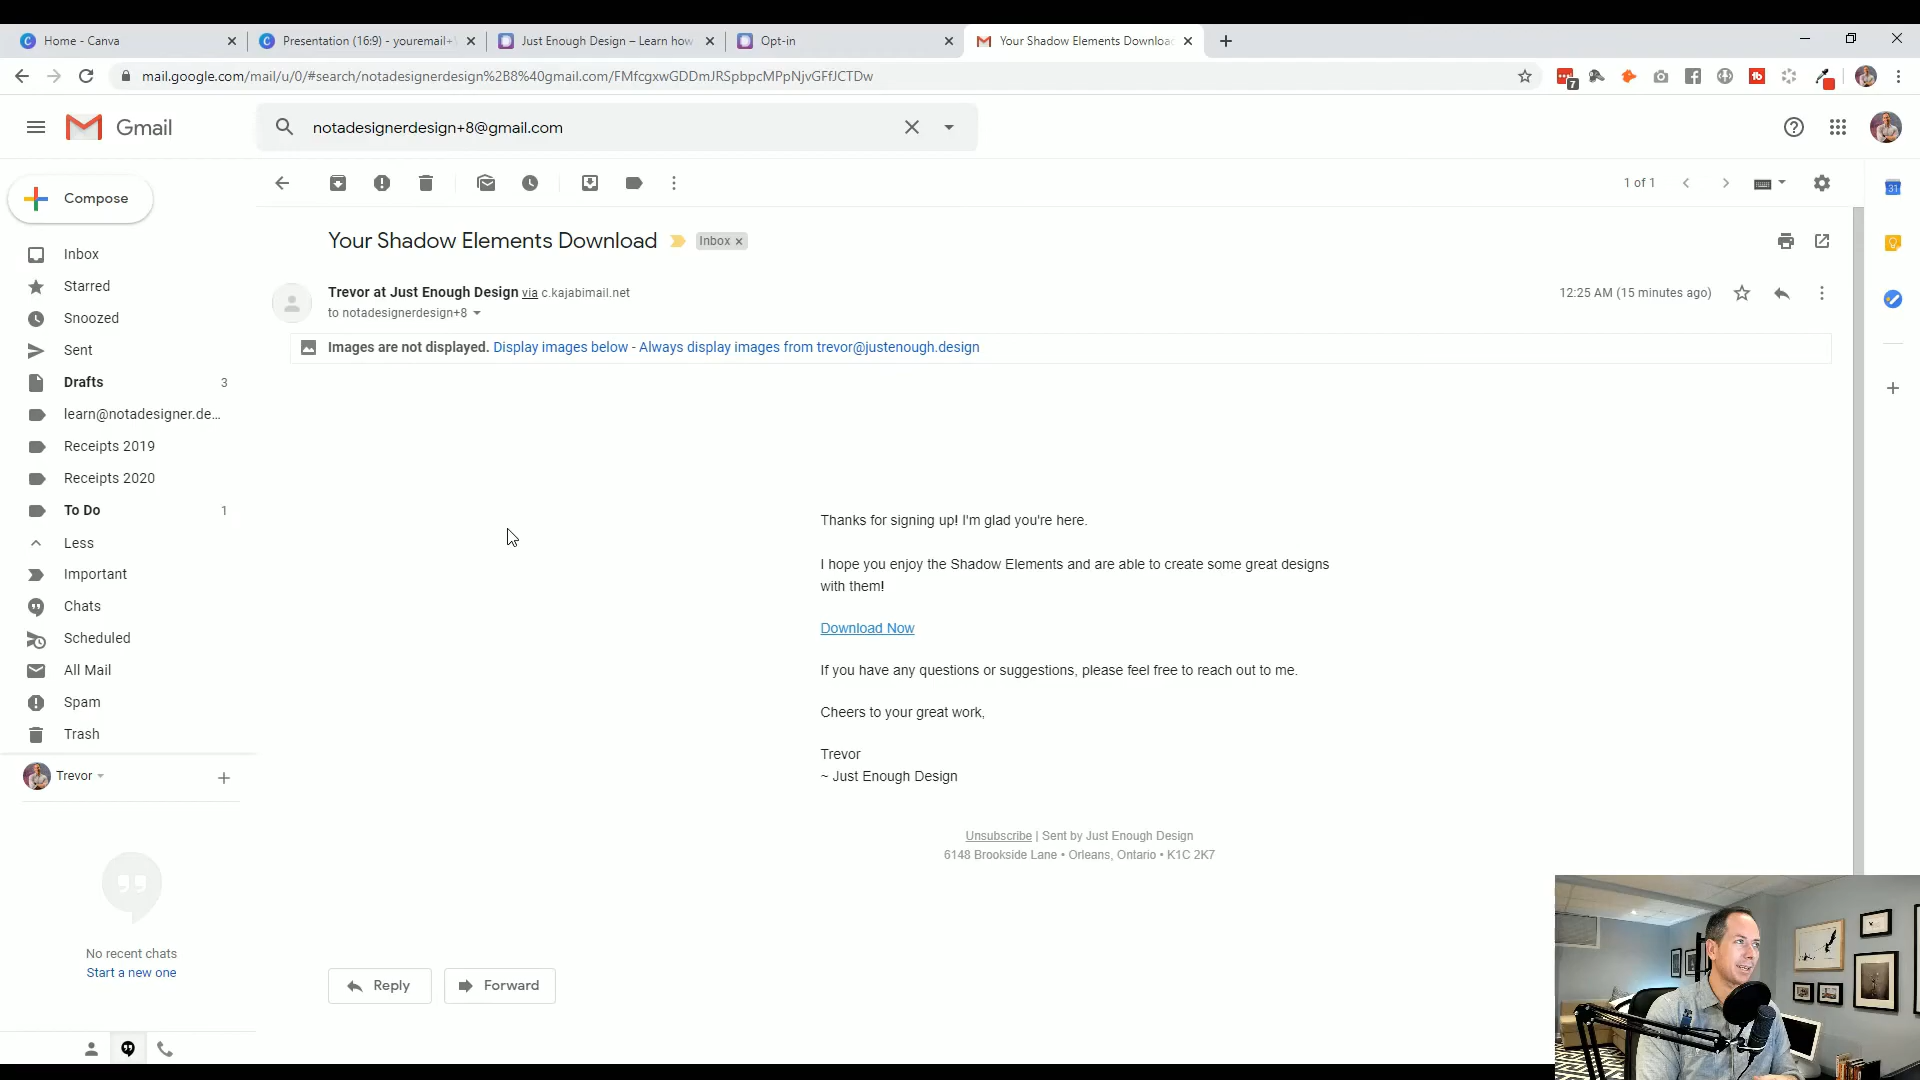 Home - Canva
Presentation (16:9) - youremail+
Just Enough Design – Learn how
Opt-in
Your Shadow Elements Download
mail.google.com/mail/u/0/#search/notadesignerdesign%2B8%40gmail.com/FMfcgxwGDDmJRSpbpcMPpNjvGFfJCTDw
7
Gmail
notadesignerdesign+8@gmail.com
Compose
1 of 1
31
Your Shadow Elements Download
Inbox ×
Trevor at Just Enough Design via c.kajabimail.net
12:25 AM (15 minutes ago)
to notadesignerdesign+8
Images are not displayed. Display images below - Always display images from trevor@justenough.design
Inbox
Starred
Snoozed
Sent
Drafts 3
learn@notadesigner.de...
Receipts 2019
Receipts 2020
To Do 1
Less
Important
Chats
Scheduled
All Mail
Spam
Trash
Trevor
No recent chats
Start a new one
Thanks for signing up! I'm glad you're here.
I hope you enjoy the Shadow Elements and are able to create some great designs
with them!
Download Now
If you have any questions or suggestions, please feel free to reach out to me.
Cheers to your great work,
Trevor
~ Just Enough Design
Unsubscribe | Sent by Just Enough Design
6148 Brookside Lane • Orleans, Ontario • K1C 2K7
Reply
Forward